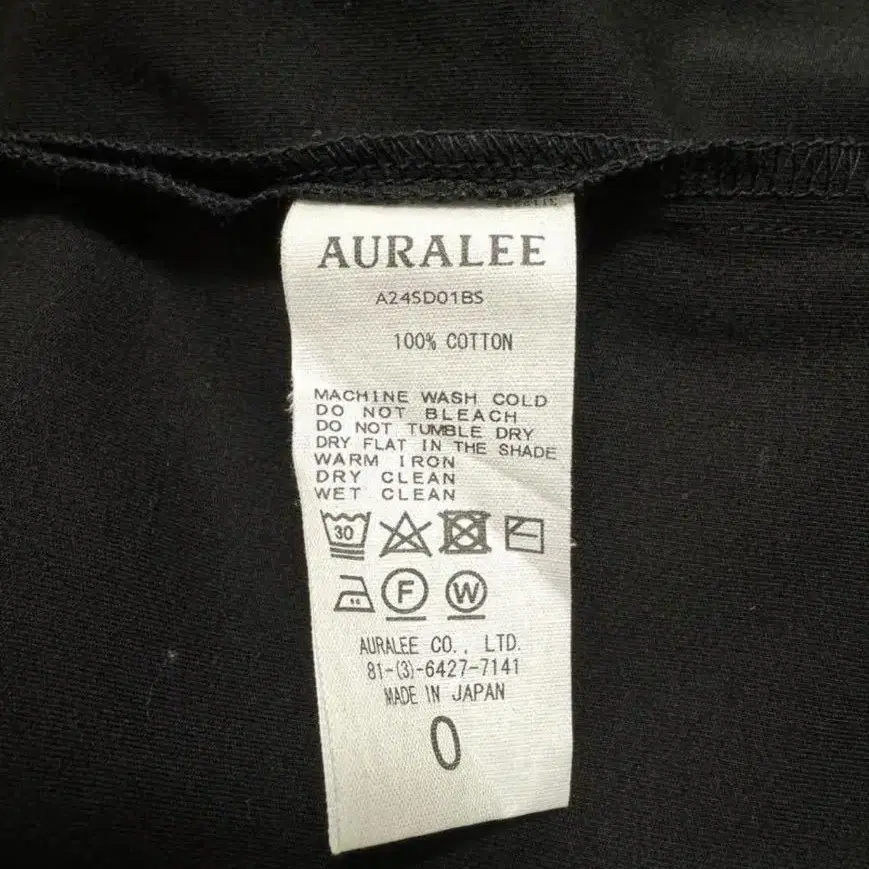 AURALEE
A24SD01BS
100% COTTON
MACHINE WASH COLD
DO NOT BLEACH
DO NOT TUMBLE DRY
DRY FLAT IN THE SHADE
WARM IRON
DRY CLEAN
WET CLEAN
30
F W
AURALEE CO., LTD.
81-(3)-6427-7141
MADE IN JAPAN
0